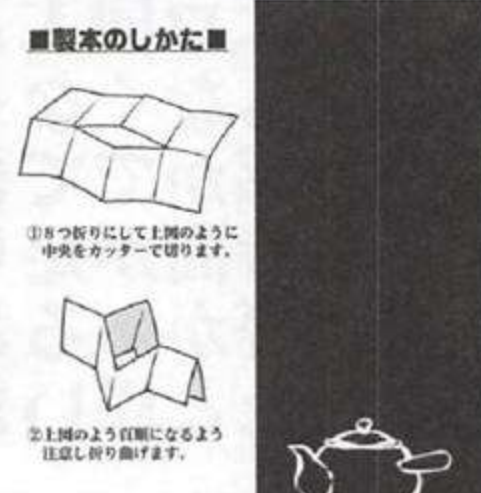 ■製本のしかた■
①8つ折りにして上図のように
中央をカッターで切ります。
②上図のよう頁順になるよう
注意し折り曲げます。